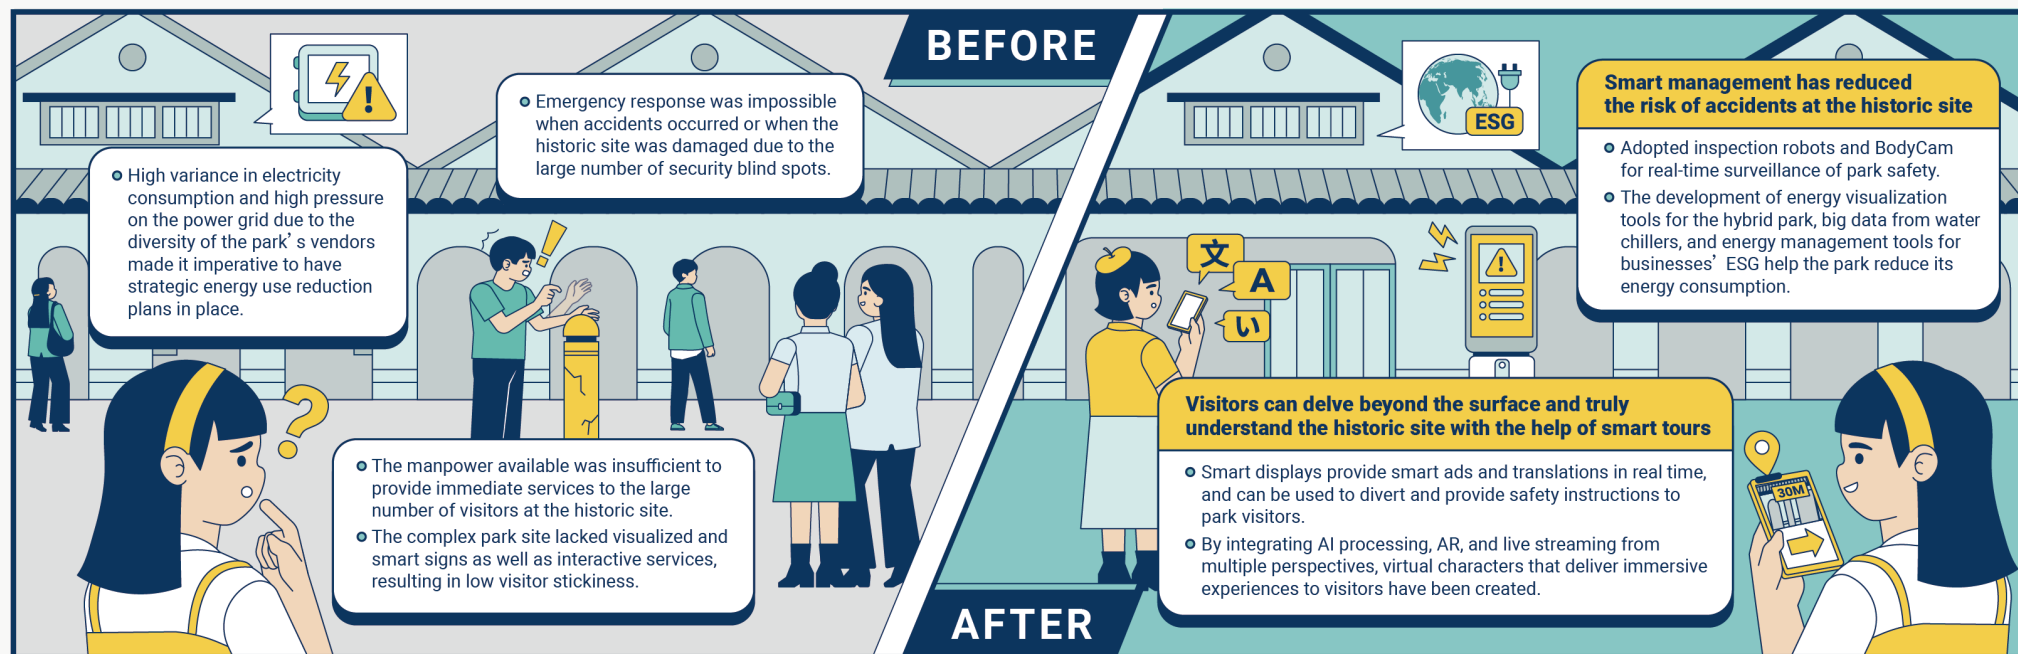 BEFORE
High variance in electricity
consumption and high pressure
on the power grid due to the
diversity of the park’s vendors
made it imperative to have
strategic energy use reduction
plans in place.
Emergency response was impossible
when accidents occurred or when the
historic site was damaged due to the
large number of security blind spots.
The manpower available was insufficient to
provide immediate services to the large
number of visitors at the historic site.
The complex park site lacked visualized and
smart signs as well as interactive services,
resulting in low visitor stickiness.
AFTER
ESG
Smart management has reduced
the risk of accidents at the historic site
Adopted inspection robots and BodyCam
for real-time surveillance of park safety.
The development of energy visualization
tools for the hybrid park, big data from water
chillers, and energy management tools for
businesses’ ESG help the park reduce its
energy consumption.
文
A
い
Visitors can delve beyond the surface and truly
understand the historic site with the help of smart tours
Smart displays provide smart ads and translations in real time,
and can be used to divert and provide safety instructions to
park visitors.
By integrating AI processing, AR, and live streaming from
multiple perspectives, virtual characters that deliver immersive
experiences to visitors have been created.
30M